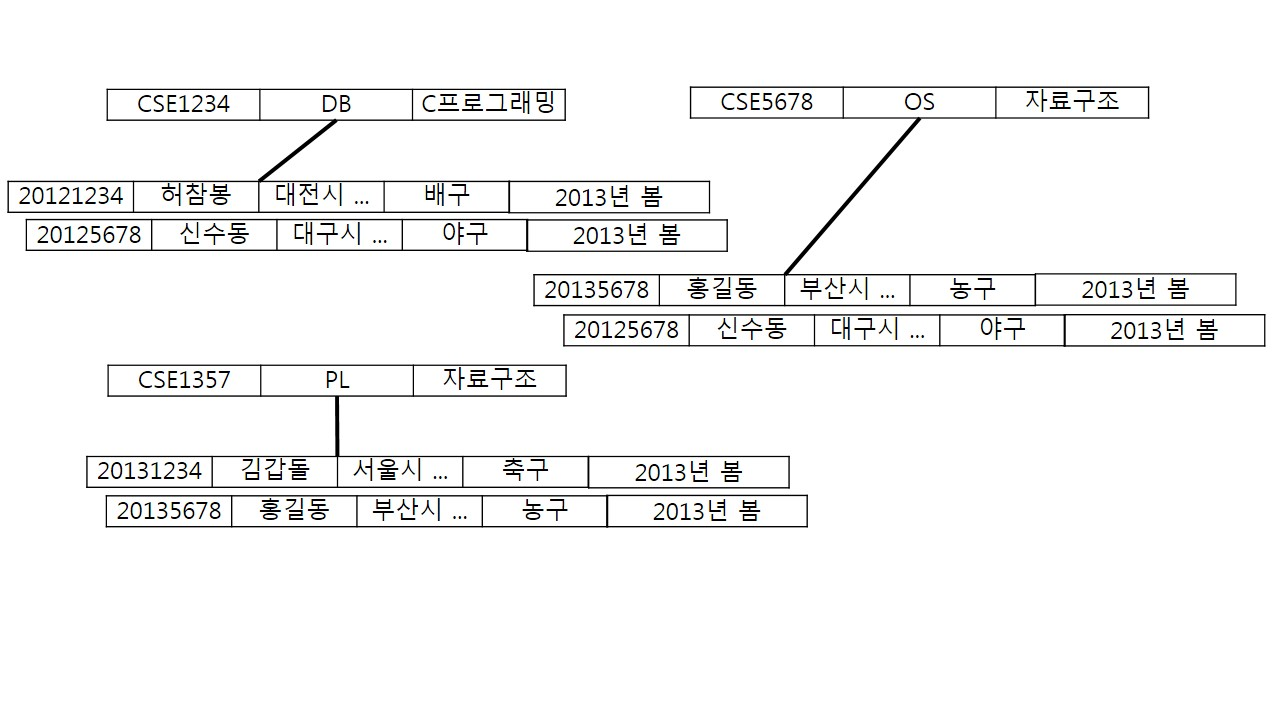 CSE1234 DB C프로그래밍
CSE5678 OS 자료구조
20121234 허참봉 대전시 ... 배구 2013년 봄
20125678 신수동 대구시 ... 야구 2013년 봄
20135678 홍길동 부산시 ... 농구 2013년 봄
20125678 신수동 대구시 ... 야구 2013년 봄
CSE1357 PL 자료구조
20131234 김갑돌 서울시 ... 축구 2013년 봄
20135678 홍길동 부산시 ... 농구 2013년 봄